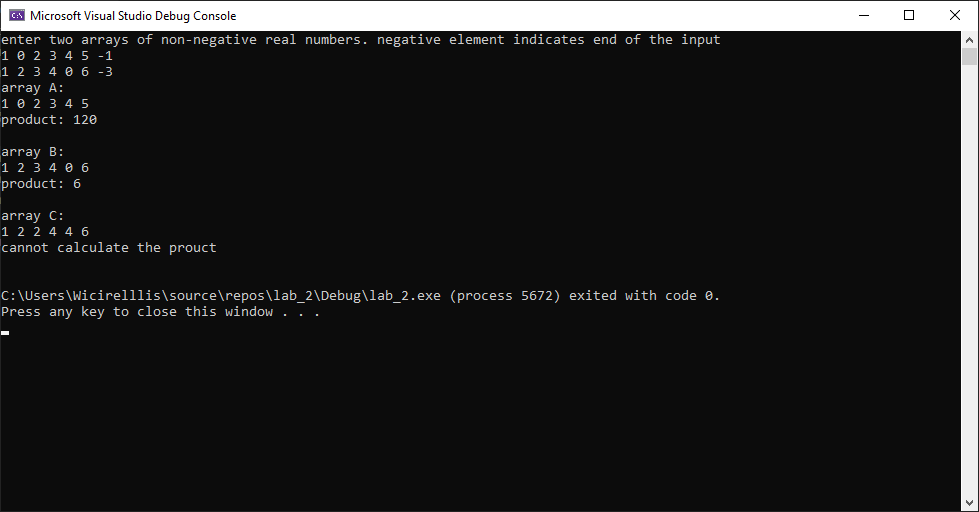 Microsoft Visual Studio Debug Console
enter two arrays of non-negative real numbers. negative element indicates end of the input
1 0 2 3 4 5 -1
1 2 3 4 0 6 -3
array A:
1 0 2 3 4 5
product: 120
array B:
1 2 3 4 0 6
product: 6
array C:
1 2 2 4 4 6
cannot calculate the prouct
C:\Users\Wicirelllis\source\repos\lab_2\Debug\lab_2.exe (process 5672) exited with code 0.
Press any key to close this window . . .